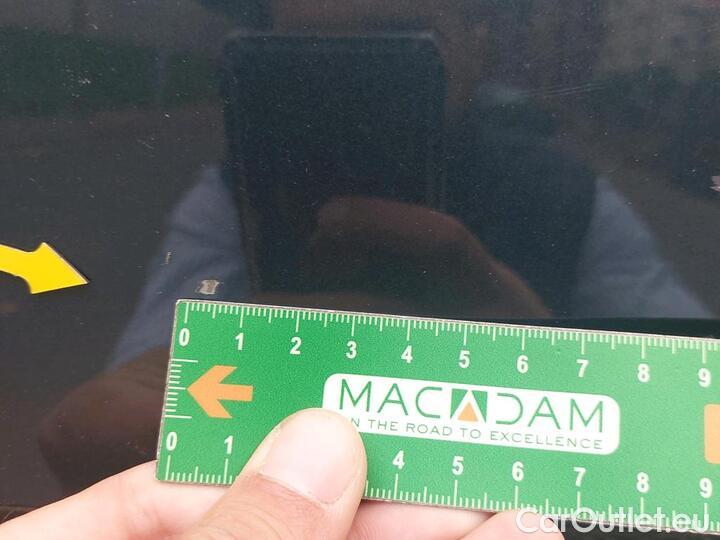 0 1 2 3 4 5 6 7 8 9
MACADAM
N THE ROAD TO EXCELLENCE
0 1 4 5 6 7 8 9
CarOutlet.eu